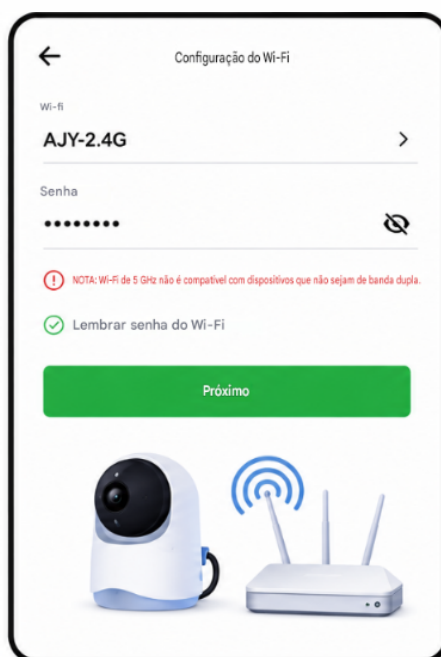 Configuração do Wi-Fi
Wi-fi
AJY-2.4G
Senha
••••••••
NOTA: Wi-Fi de 5 GHz não é compatível com dispositivos que não sejam de banda dupla.
Lembrar senha do Wi-Fi
Próximo